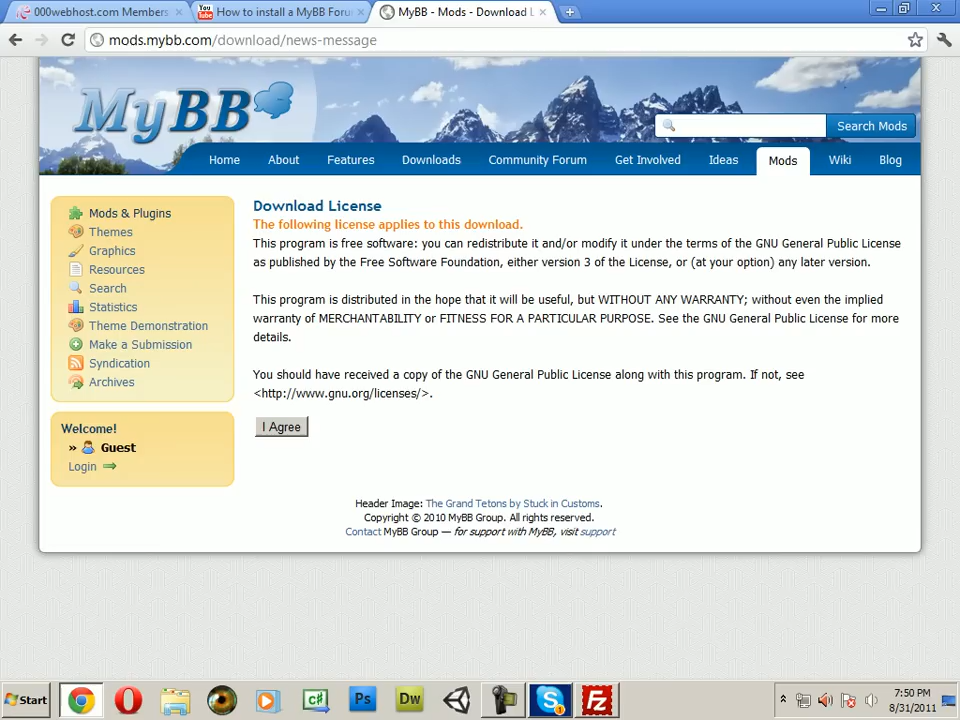 000webhost.com Members
How to install a MyBB Foru
MyBB - Mods - Download L
mods.mybb.com/download/news-message
MyBB
Search Mods
Home About Features Downloads Community Forum Get Involved Ideas Mods Wiki Blog
Mods & Plugins
Themes
Graphics
Resources
Search
Statistics
Theme Demonstration
Make a Submission
Syndication
Archives
Welcome!
» Guest
Login
Download License
The following license applies to this download.
This program is free software: you can redistribute it and/or modify it under the terms of the GNU General Public License
as published by the Free Software Foundation, either version 3 of the License, or (at your option) any later version.
This program is distributed in the hope that it will be useful, but WITHOUT ANY WARRANTY; without even the implied
warranty of MERCHANTABILITY or FITNESS FOR A PARTICULAR PURPOSE. See the GNU General Public License for more
details.
You should have received a copy of the GNU General Public License along with this program. If not, see
<http://www.gnu.org/licenses/>.
I Agree
Header Image: The Grand Tetons by Stuck in Customs.
Copyright © 2010 MyBB Group. All rights reserved.
Contact MyBB Group — for support with MyBB, visit support
Start
You Tube
C#
Ps
Dw
S
Fz
7:50 PM
8/31/2011